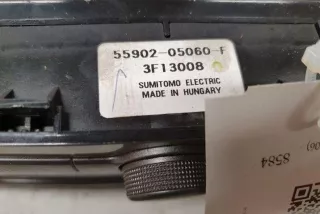 55902-05060-F
3F13008
SUMITOMO ELECTRIC
MADE IN HUNGARY
8584